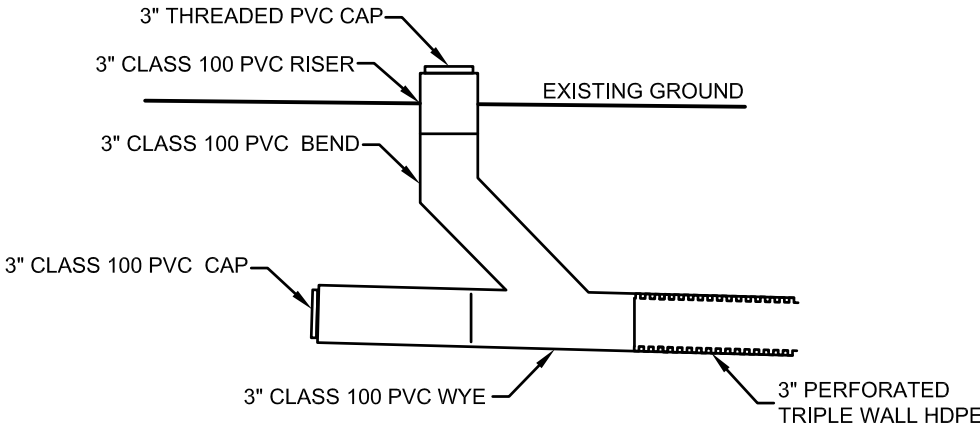 3" THREADED PVC CAP
3" CLASS 100 PVC RISER
EXISTING GROUND
3" CLASS 100 PVC BEND
3" CLASS 100 PVC CAP
3" CLASS 100 PVC WYE
3" PERFORATED
TRIPLE WALL HDPE